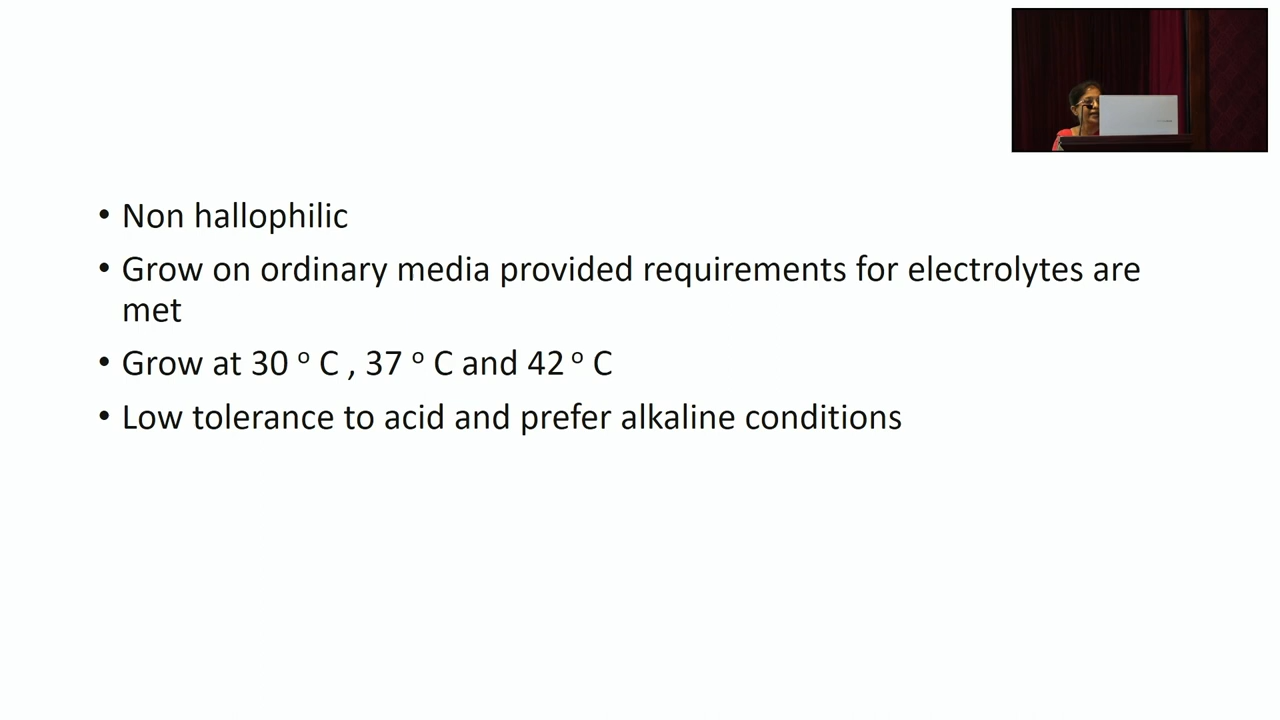 • Non hallophilic
• Grow on ordinary media provided requirements for electrolytes are
met
• Grow at 30 º C , 37 º C and 42 º C
• Low tolerance to acid and prefer alkaline conditions